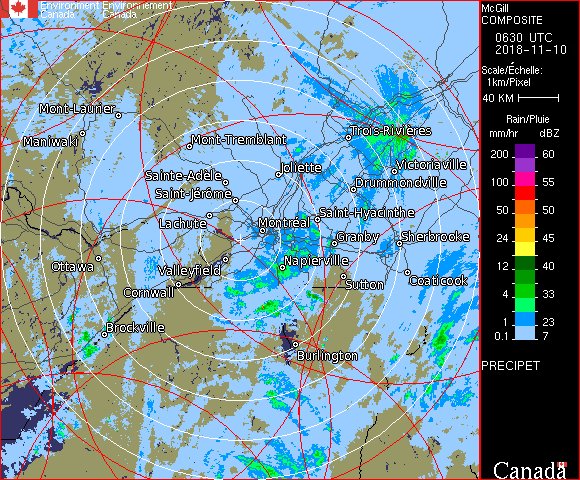 Environment Environnement
Canada Canada
Mont-Laurier
Maniwaki
Mont-Tremblant
Trois-Rivières
Joliette
Victoriaville
Sainte-Adèle
Drummondville
Saint-Jérôme
Saint-Hyacinthe
Lachute
Montréal
Granby
Sherbrooke
Ottawa
Valleyfield
Napierville
Coaticook
Sutton
Cornwall
Brockville
Burlington
McGill
COMPOSITE
0630 UTC
2018-11-10
Scale/Échelle:
1km/Pixel
40 KM
Rain/Pluie
mm/hr dBZ
200 60
100 55
50 50
24 45
12 40
4 33
1 23
0.1 7
PRECIPET
Canada